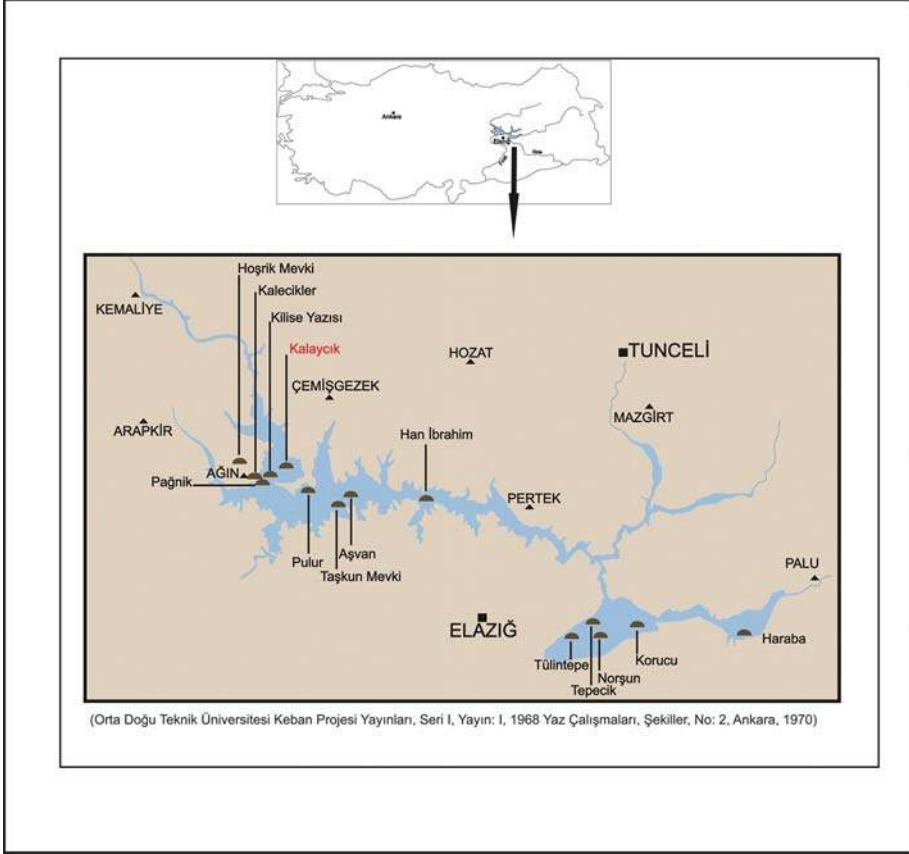 Ankara
Elazığ
Hoşrik Mevki
Kalecikler
KEMALİYE
Kilise Yazısı
Kalaycık
HOZAT
TUNCELİ
ÇEMİŞGEZEK
MAZGİRT
ARAPKİR
Han İbrahim
AĞIN
Pağnik
PERTEK
Pulur
Aşvan
Taşkun Mevki
PALU
ELAZIĞ
Haraba
Tülintepe
Korucu
Norşun
Tepecik
(Orta Doğu Teknik Üniversitesi Keban Projesi Yayınları, Seri I, Yayın: I, 1968 Yaz Çalışmaları, Şekiller, No: 2, Ankara, 1970)